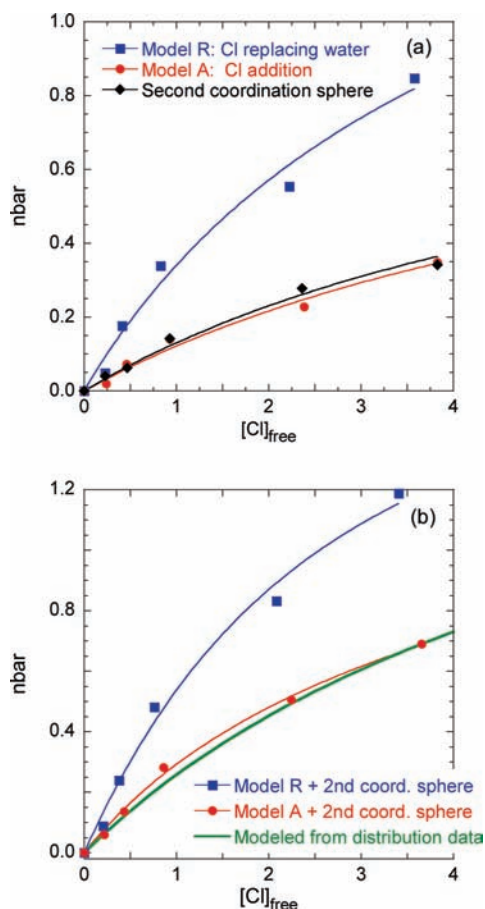 1.0
Model R: Cl replacing water
(a)
Model A: Cl addition
Second coordination sphere
0.8
0.6
nbar
0.4
0.2
0.0
0
1
2
3
4
[Cl]free
1.2
(b)
0.8
nbar
0.4
Model R + 2nd coord. sphere
Model A + 2nd coord. sphere
Modeled from distribution data
0.0
0
1
2
3
4
[Cl]free